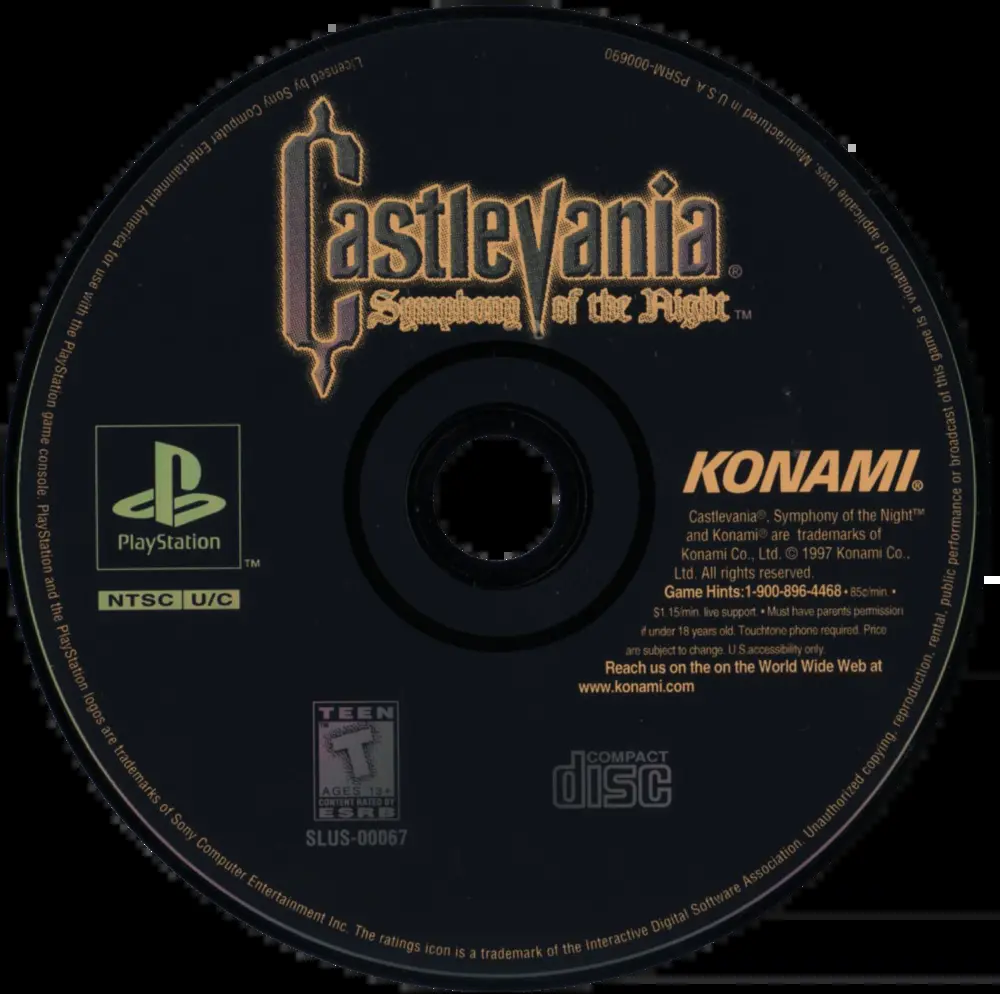 Castlevania®
Symphony of the Night™
PlayStation™
NTSC U/C
KONAMI®
Castlevania®, Symphony of the Night™
and Konami® are trademarks of
Konami Co., Ltd. © 1997 Konami Co.,
Ltd. All rights reserved.
Game Hints:1-900-896-4468 • 85¢/min. •
$1.15/min. live support. • Must have parents permission
if under 18 years old. Touchtone phone required. Price
are subject to change. U.S.accessibility only.
Reach us on the on the World Wide Web at
www.konami.com
TEEN
T
AGES 13+
CONTENT RATED BY
ESRB
SLUS-00067
COMPACT
disc
Licensed by Sony Computer Entertainment America for use with the PlayStation game console. PlayStation and the PlayStation logos are trademarks of Sony Computer Entertainment Inc. The ratings icon is a trademark of the Interactive Digital Software Association. Unauthorized copying, reproduction, rental, public performance or broadcast of this game is a violation of applicable laws. Manufactured in U S A PSRM-000690